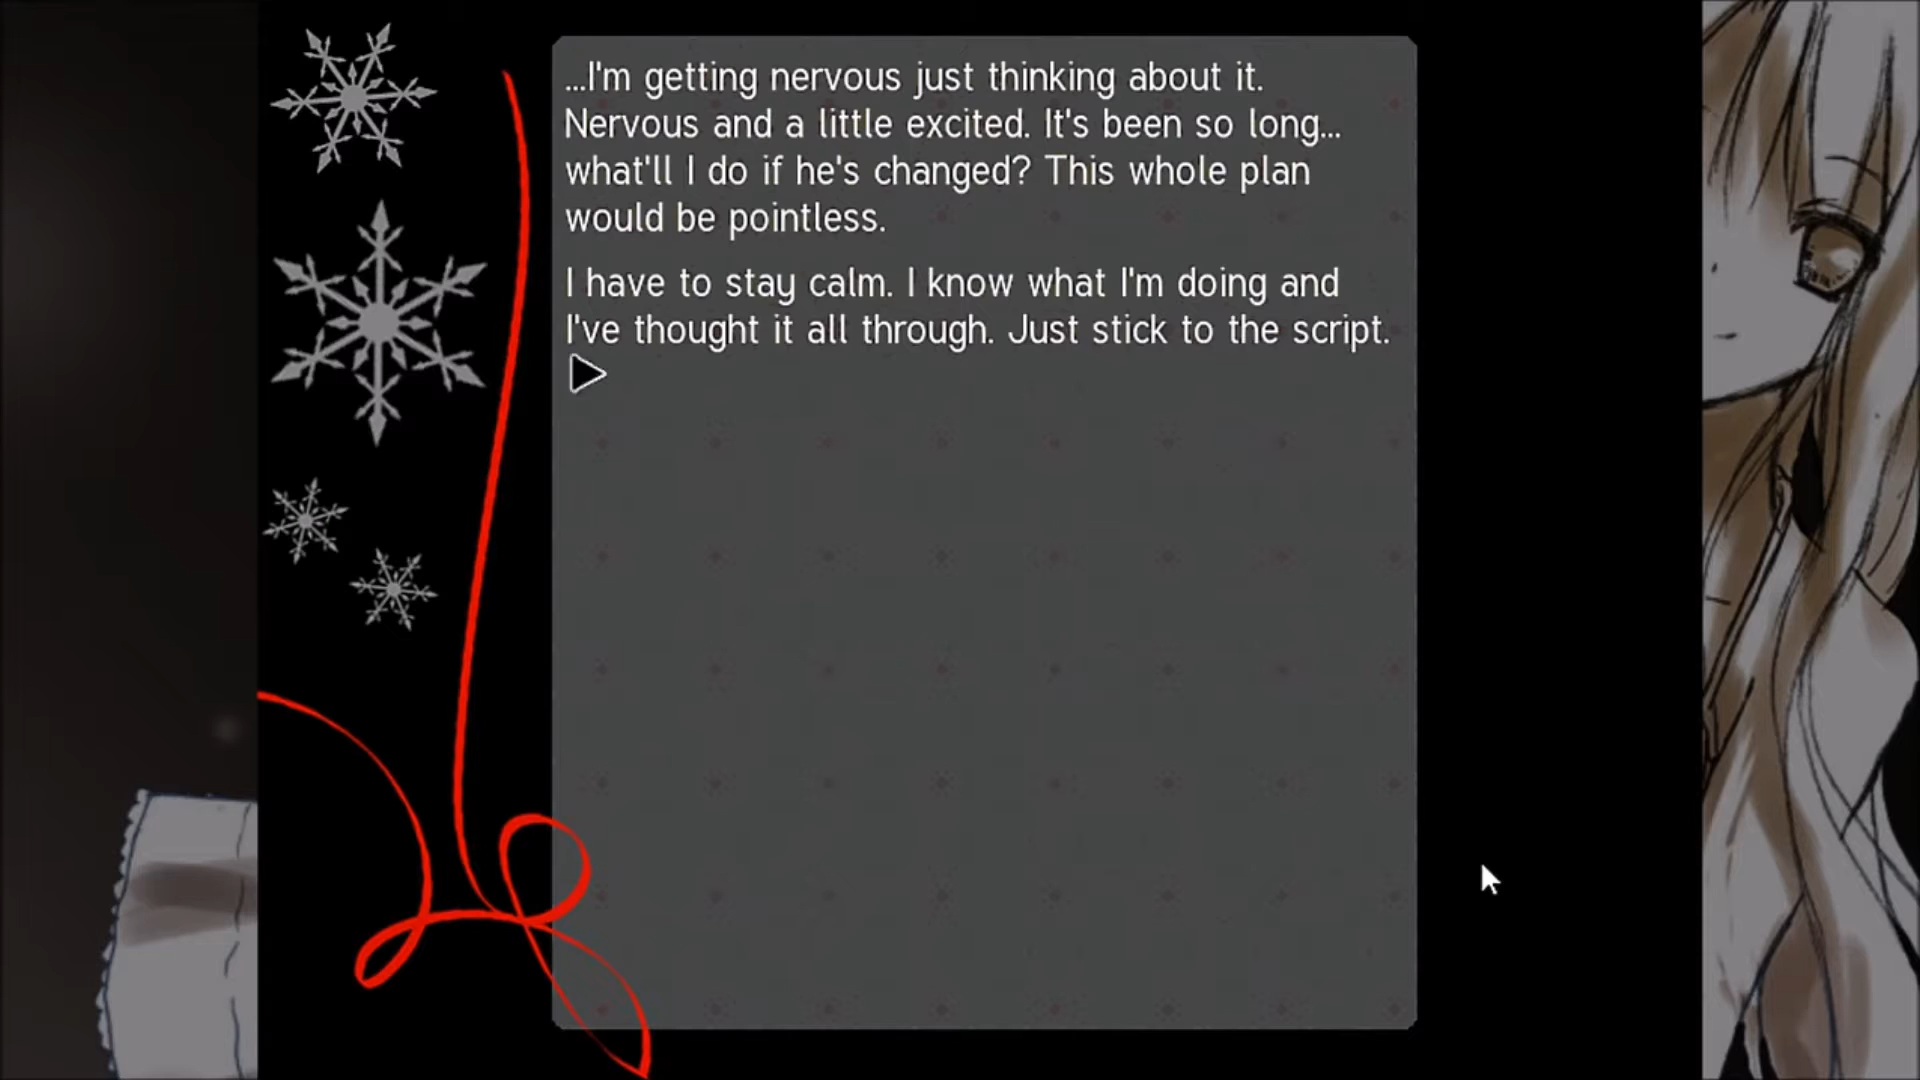 ...I'm getting nervous just thinking about it.
Nervous and a little excited. It's been so long...
what'll I do if he's changed? This whole plan
would be pointless.
I have to stay calm. I know what I'm doing and
I've thought it all through. Just stick to the script.